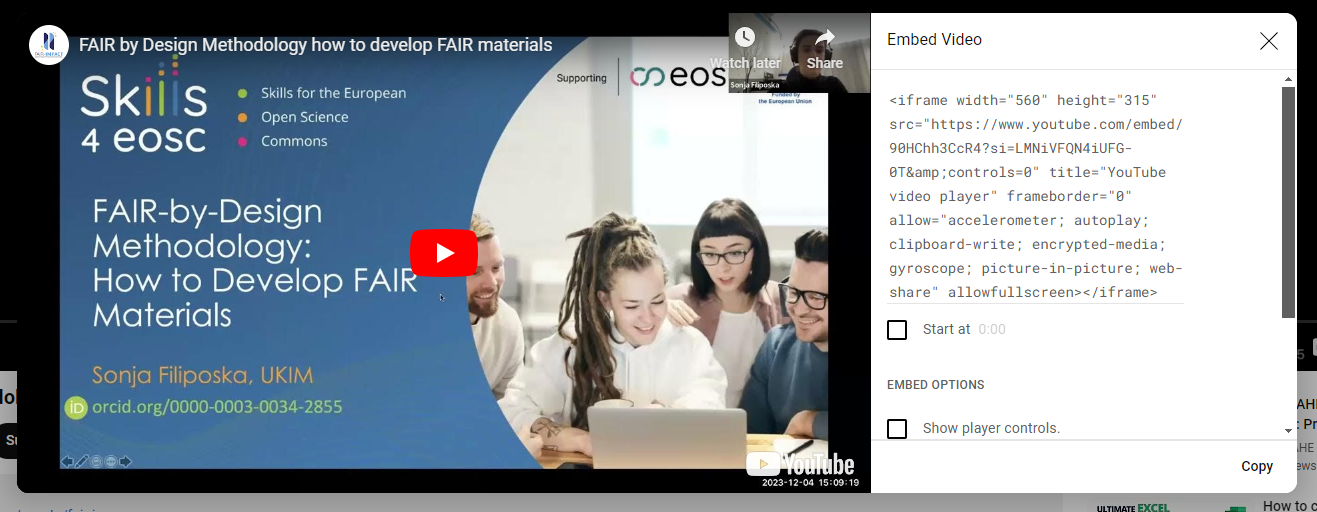 FAIR by Design Methodology how to develop FAIR materials
Watch later
Share
Sonja Filiposka
Skills
4 eosc
Skills for the European
Open Science
Commons
Supporting
eos
Funded by
the European Union
FAIR-by-Design
Methodology:
How to Develop FAIR
Materials
Sonja Filiposka, UKIM
iD orcid.org/0000-0003-0034-2855
YouTube
2023-12-04 15:09:19
Embed Video
<iframe width="560" height="315"
src="https://www.youtube.com/embed/
90HChh3CcR4?si=LMNiVFQN4iUFG-
0T&amp;controls=0" title="YouTube
video player" frameborder="0"
allow="accelerometer; autoplay;
clipboard-write; encrypted-media;
gyroscope; picture-in-picture; web-
share" allowfullscreen></iframe>
Start at 0:00
EMBED OPTIONS
Show player controls.
Copy
ULTIMATE EXCEL
How to c